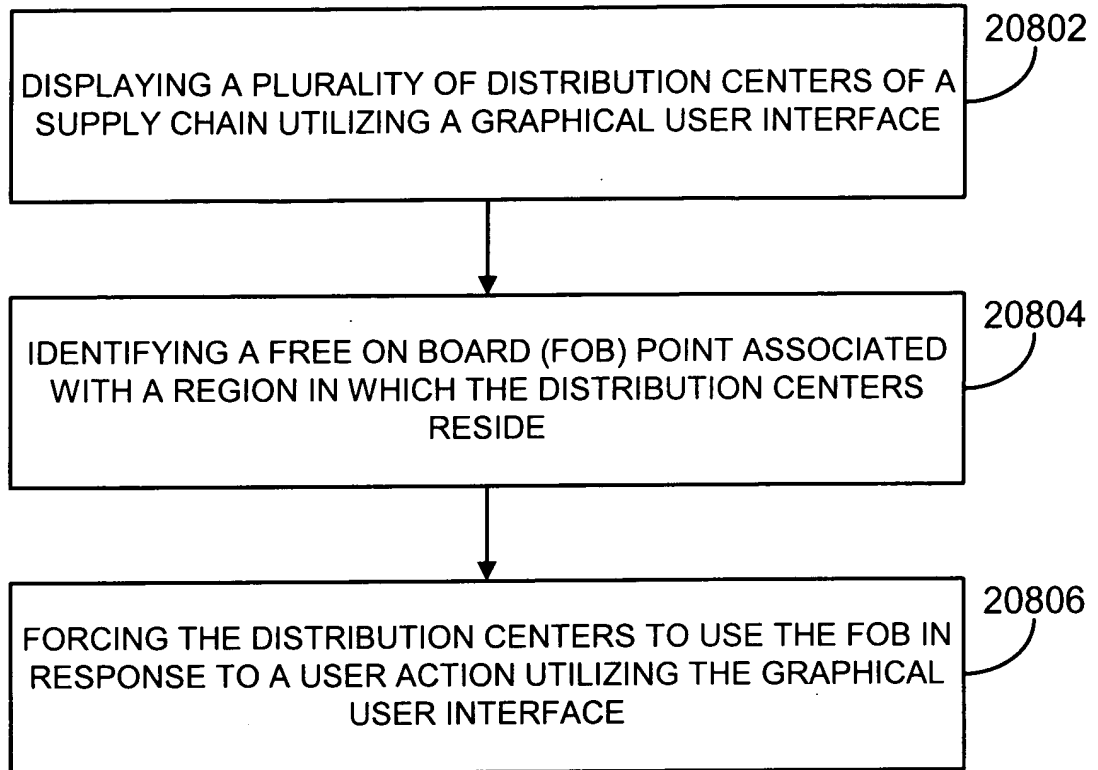 20802
DISPLAYING A PLURALITY OF DISTRIBUTION CENTERS OF A
SUPPLY CHAIN UTILIZING A GRAPHICAL USER INTERFACE
20804
IDENTIFYING A FREE ON BOARD (FOB) POINT ASSOCIATED
WITH A REGION IN WHICH THE DISTRIBUTION CENTERS
RESIDE
20806
FORCING THE DISTRIBUTION CENTERS TO USE THE FOB IN
RESPONSE TO A USER ACTION UTILIZING THE GRAPHICAL
USER INTERFACE